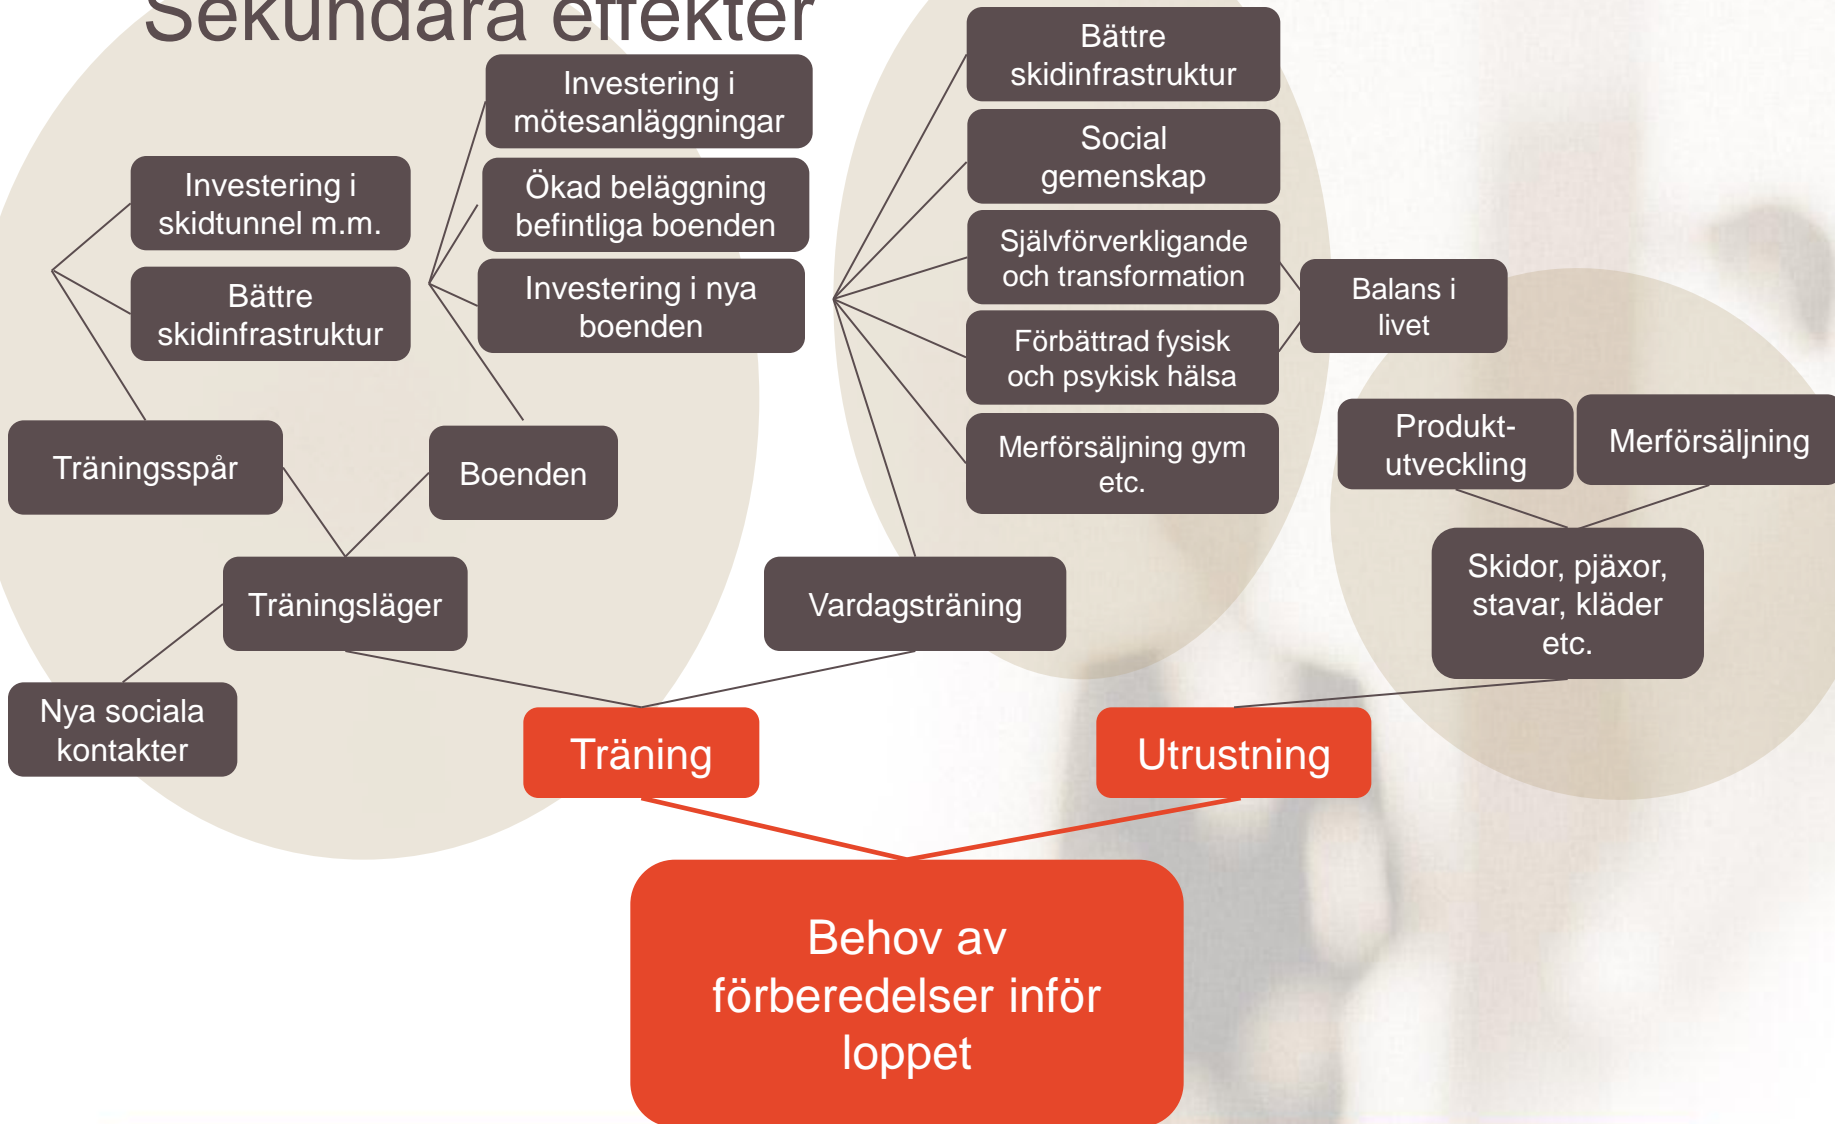 Sekundära effekter
Investering i
mötesanläggningar
Investering i
skidtunnel m.m.
Ökad beläggning
befintliga boenden
Bättre
skidinfrastruktur
Investering i nya
boenden
Träningsspår
Boenden
Träningsläger
Nya sociala
kontakter
Bättre
skidinfrastruktur
Social
gemenskap
Självförverkligande
och transformation
Förbättrad fysisk
och psykisk hälsa
Balans i
livet
Merförsäljning gym
etc.
Vardagsträning
Produkt-
utveckling
Merförsäljning
Skidor, pjäxor,
stavar, kläder
etc.
Träning
Utrustning
Behov av
förberedelser inför
loppet